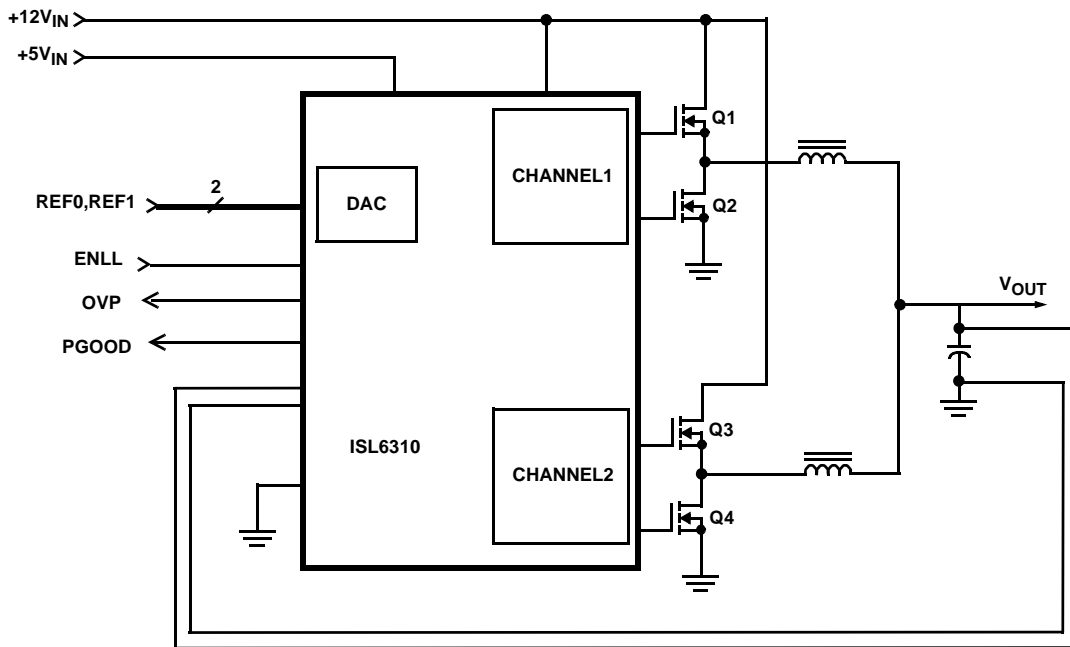 +12VIN
+5VIN
Q1
CHANNEL1
2
REF0,REF1
DAC
Q2
ENLL
VOUT
OVP
PGOOD
Q3
ISL6310
CHANNEL2
Q4